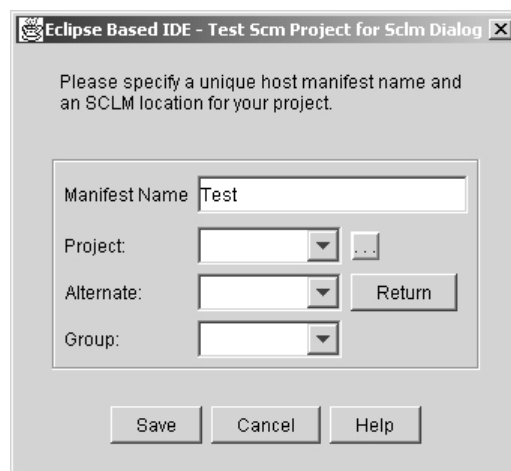 Eclipse Based IDE - Test Scm Project for Sclm Dialog
Please specify a unique host manifest name and
an SCLM location for your project.
Manifest Name Test
Project: ...
Alternate: Return
Group:
Save Cancel Help